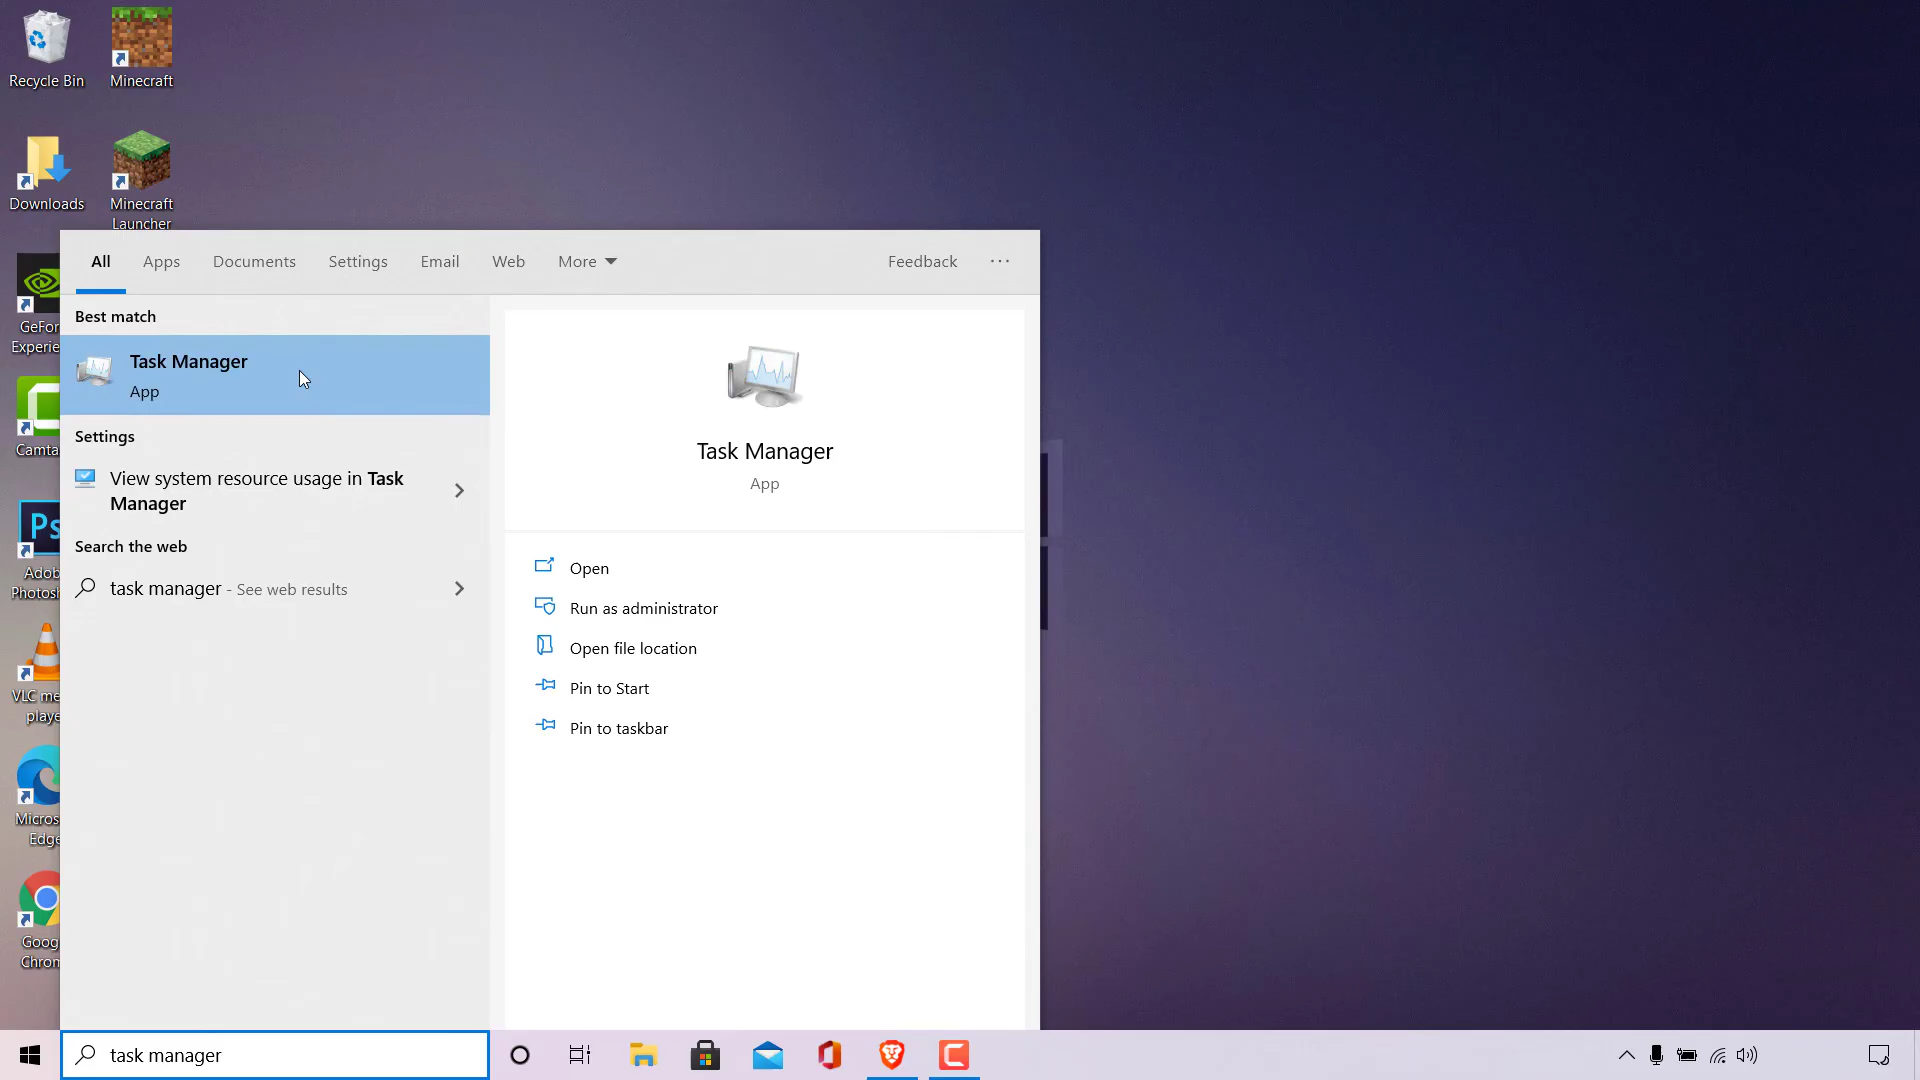 Recycle Bin
Minecraft
Downloads
Minecraft
Launcher
GeFor
Experie
Camta
Ps
Adob
Photosh
VLC me
playe
Micros
Edge
Goog
Chrom
All
Apps
Documents
Settings
Email
Web
More
Feedback
...
Best match
Task Manager
App
Settings
View system resource usage in Task
Manager
Search the web
task manager - See web results
Task Manager
App
Open
Run as administrator
Open file location
Pin to Start
Pin to taskbar
task manager